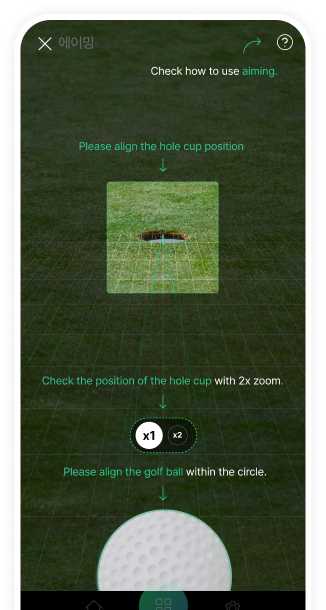 에이밍
Check how to use aiming.
Please align the hole cup position
Check the position of the hole cup with 2x zoom.
x1 x2
Please align the golf ball within the circle.